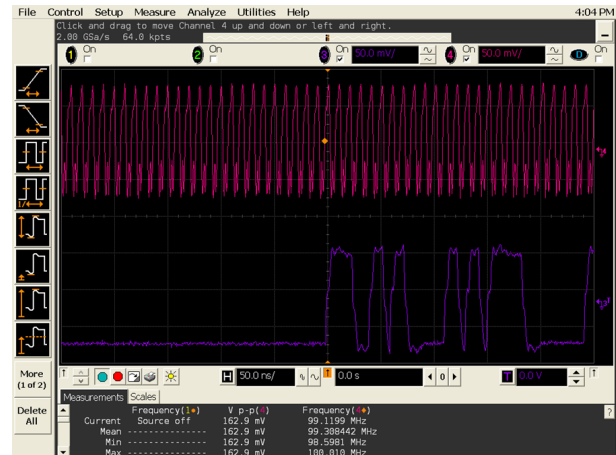 File Control Setup Measure Analyze Utilities Help 4:04 PM
Click and drag to move Channel 4 up and down or left and right.
2.00 GSa/s 64.0 kpts
1 On 2 On 3 On 50.0 mV/ 4 On 50.0 mV/ D On
More
(1 of 2)
Delete
All
H 50.0 ns/ T 0.0 s 0 T 0.0 V
Measurements Scales
Frequency(1) V p-p(4) Frequency(4)
Current Source off 162.9 mV 99.1199 MHz
Mean -------------- 162.9 mV 99.308442 MHz
Min -------------- 162.9 mV 98.5981 MHz
Max -------------- 162.9 mV 100.010 MHz